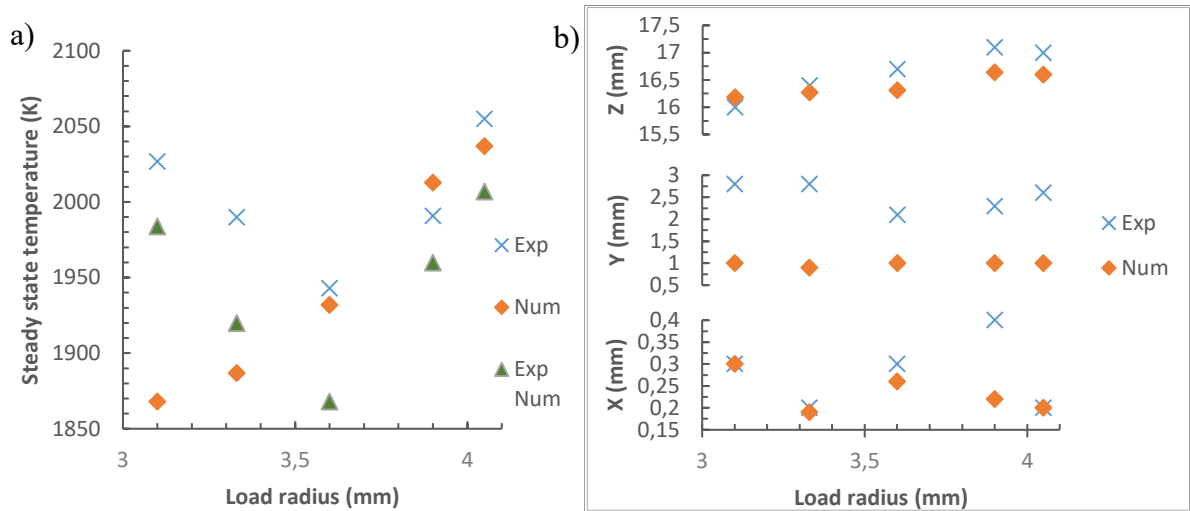 a)
2100
2050
2000
1950
1900
1850
Steady state temperature (K)
3
3,5
4
Load radius (mm)
Exp
Num
Exp
Num
b)
17,5
17
16,5
16
15,5
Z (mm)
3
2,5
2
1,5
1
0,5
Y (mm)
0,4
0,35
0,3
0,25
0,2
0,15
X (mm)
3
3,5
4
Load radius (mm)
Exp
Num